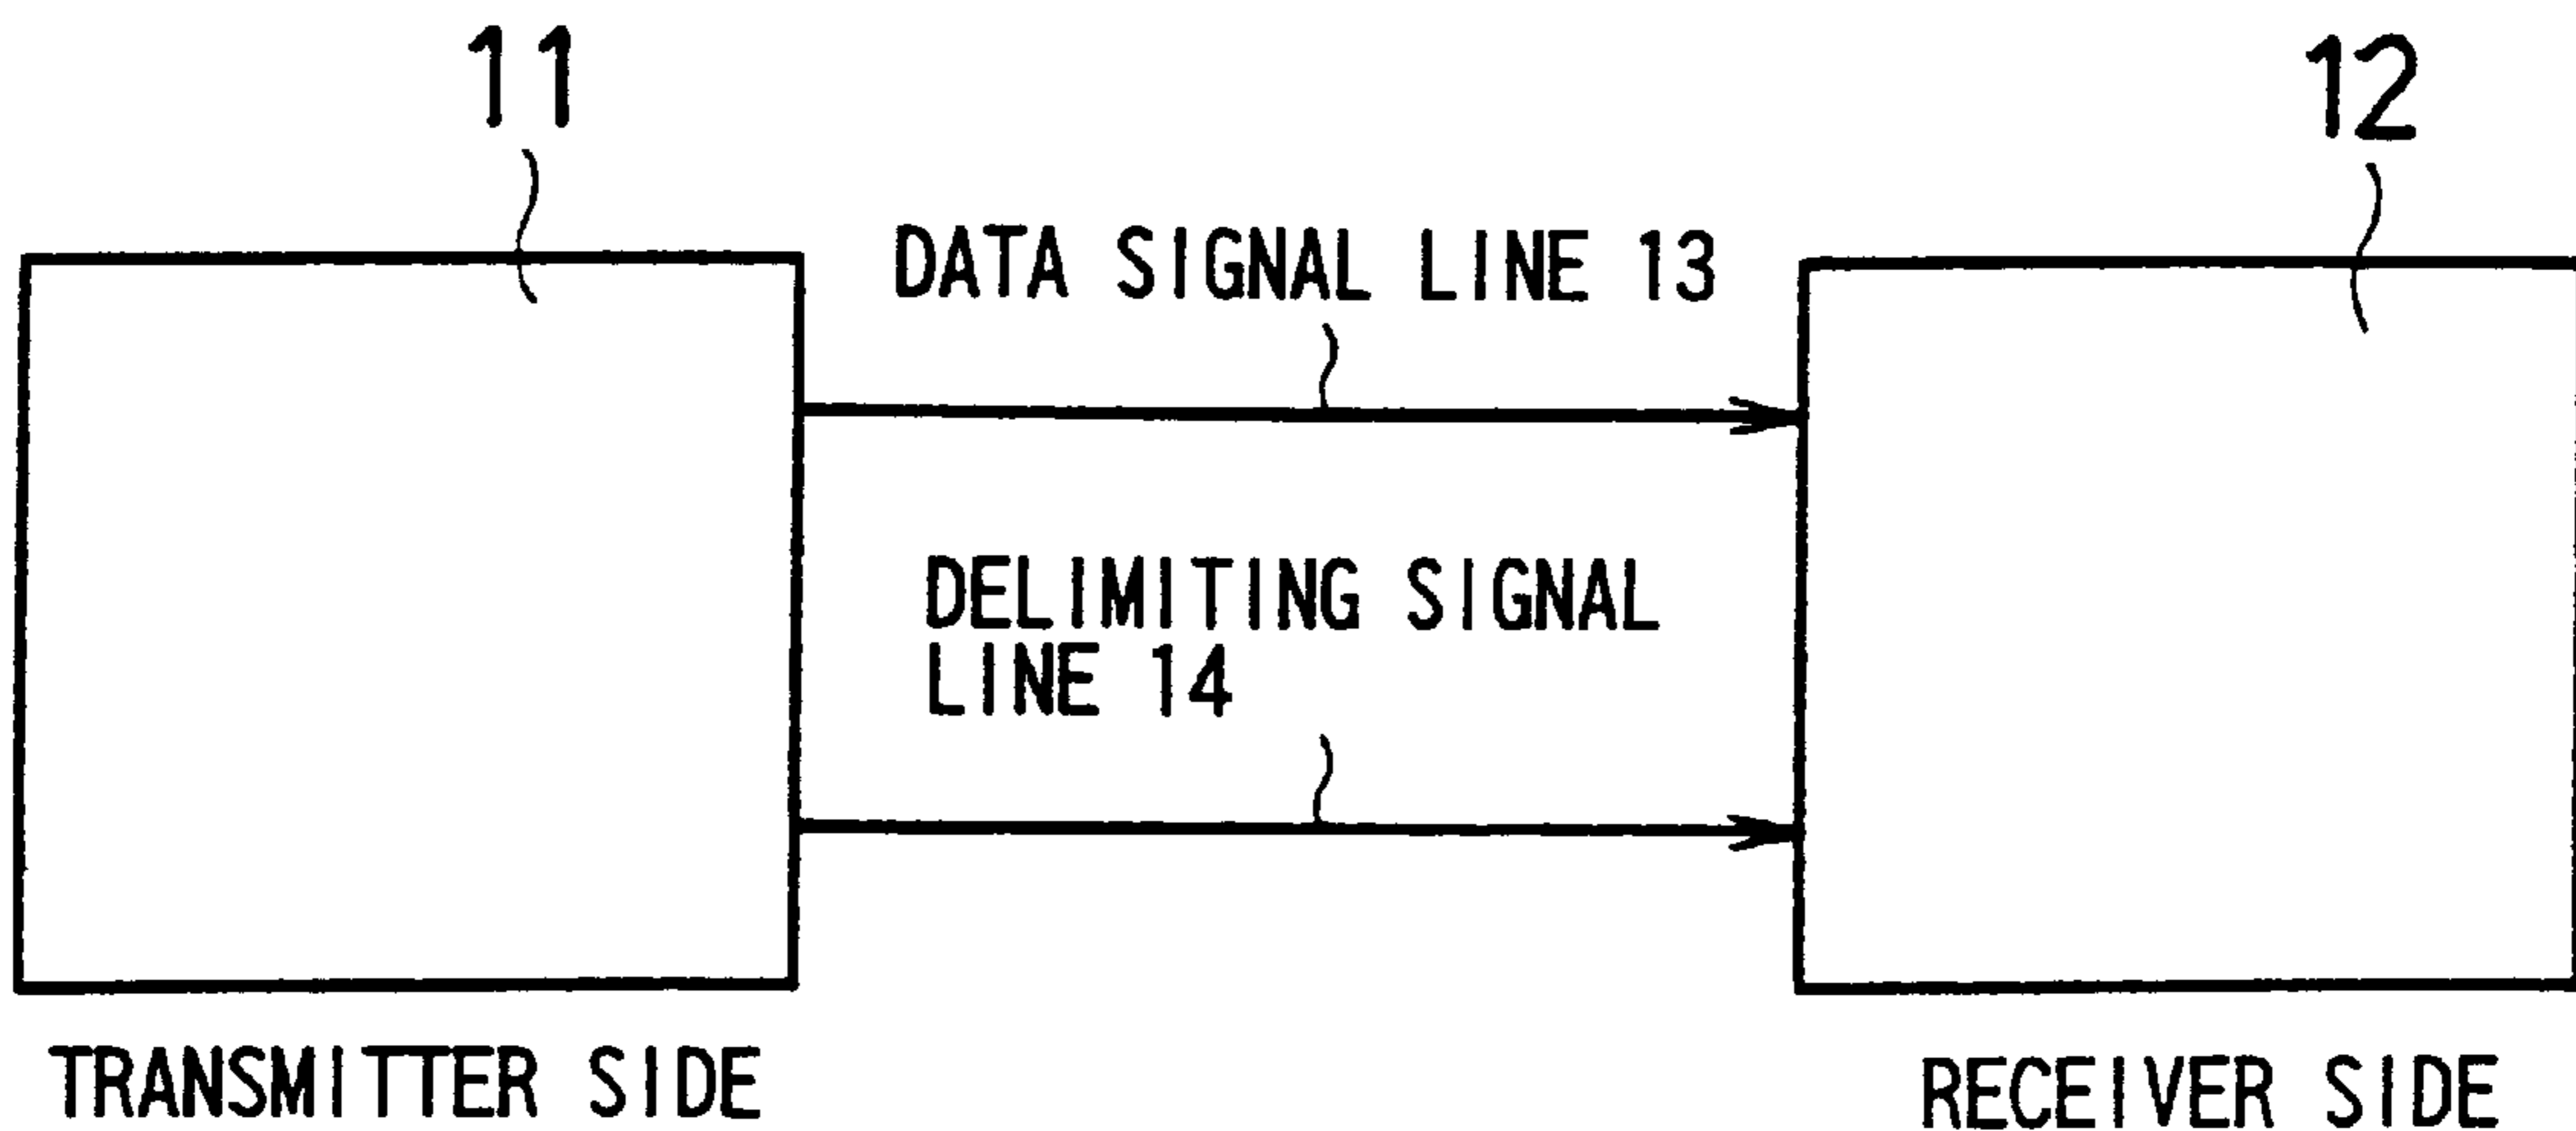 11
12
DATA SIGNAL LINE 13
DELIMITING SIGNAL
LINE 14
TRANSMITTER SIDE
RECEIVER SIDE